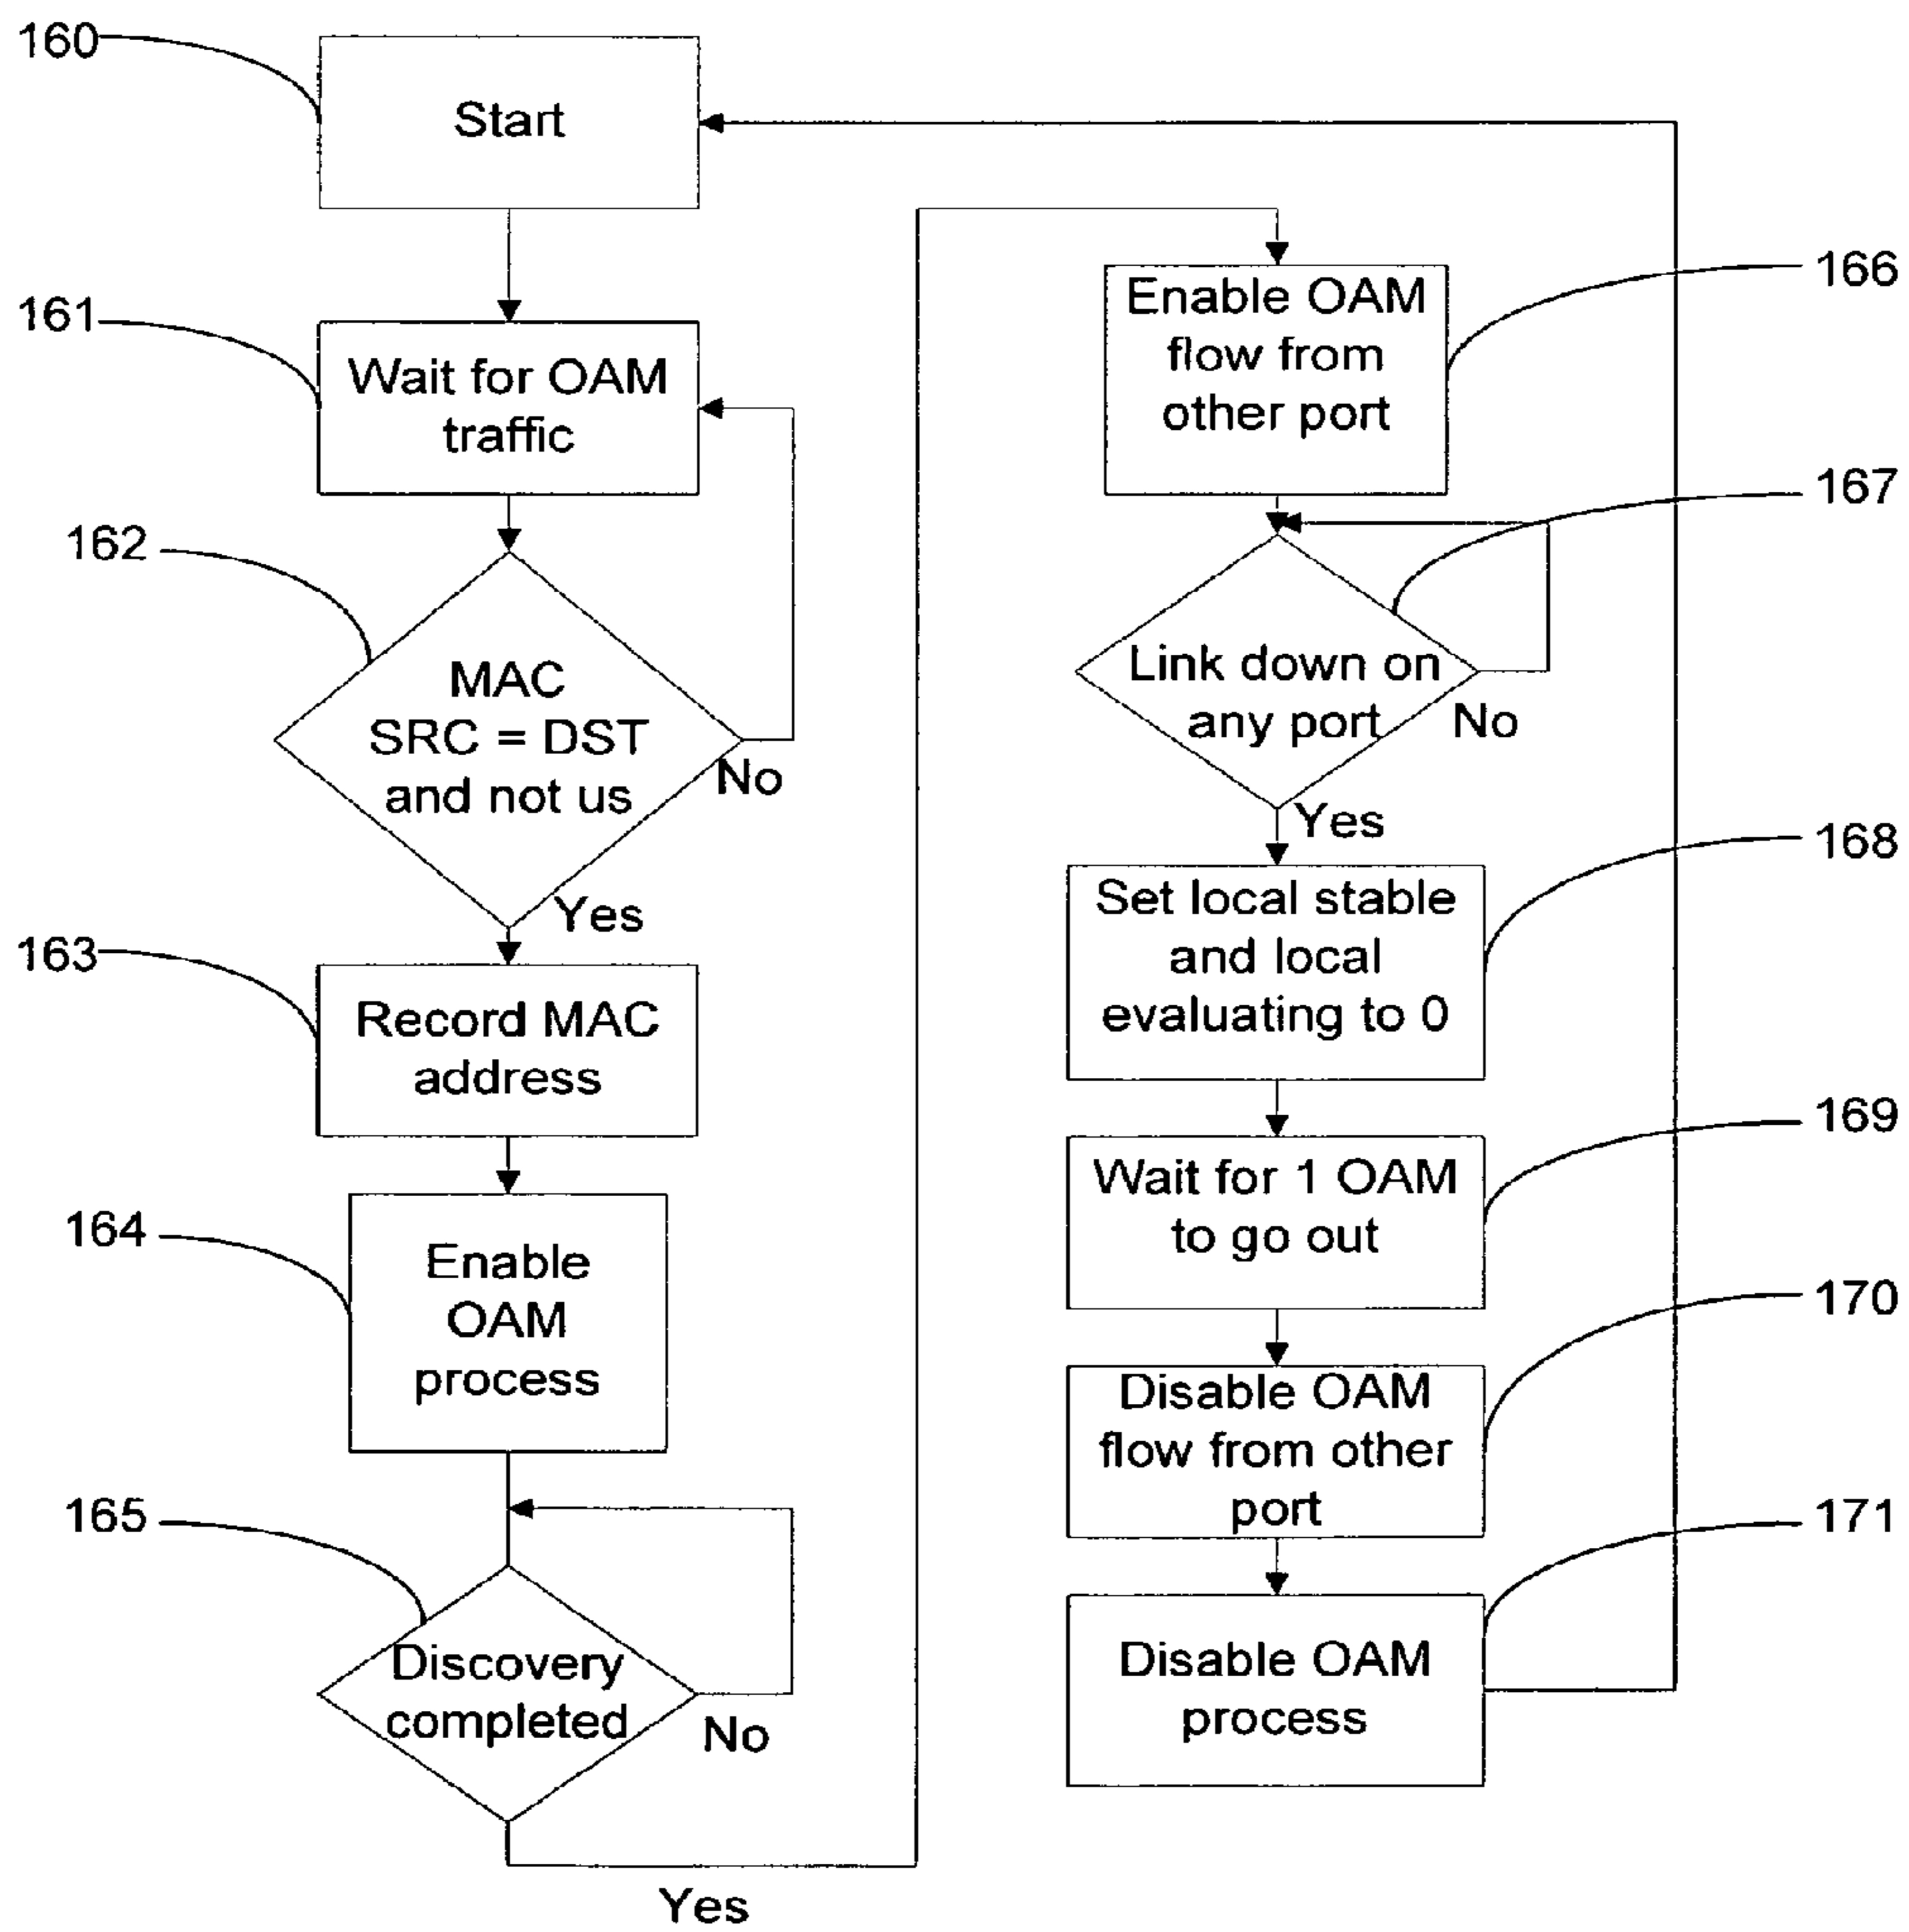 160
Start
161
Wait for OAM
traffic
162
MAC
SRC = DST
and not us
No
Yes
163
Record MAC
address
164
Enable
OAM
process
165
Discovery
completed
No
Yes
166
Enable OAM
flow from
other port
167
Link down on
any port
No
Yes
168
Set local stable
and local
evaluating to 0
169
Wait for 1 OAM
to go out
170
Disable OAM
flow from other
port
171
Disable OAM
process